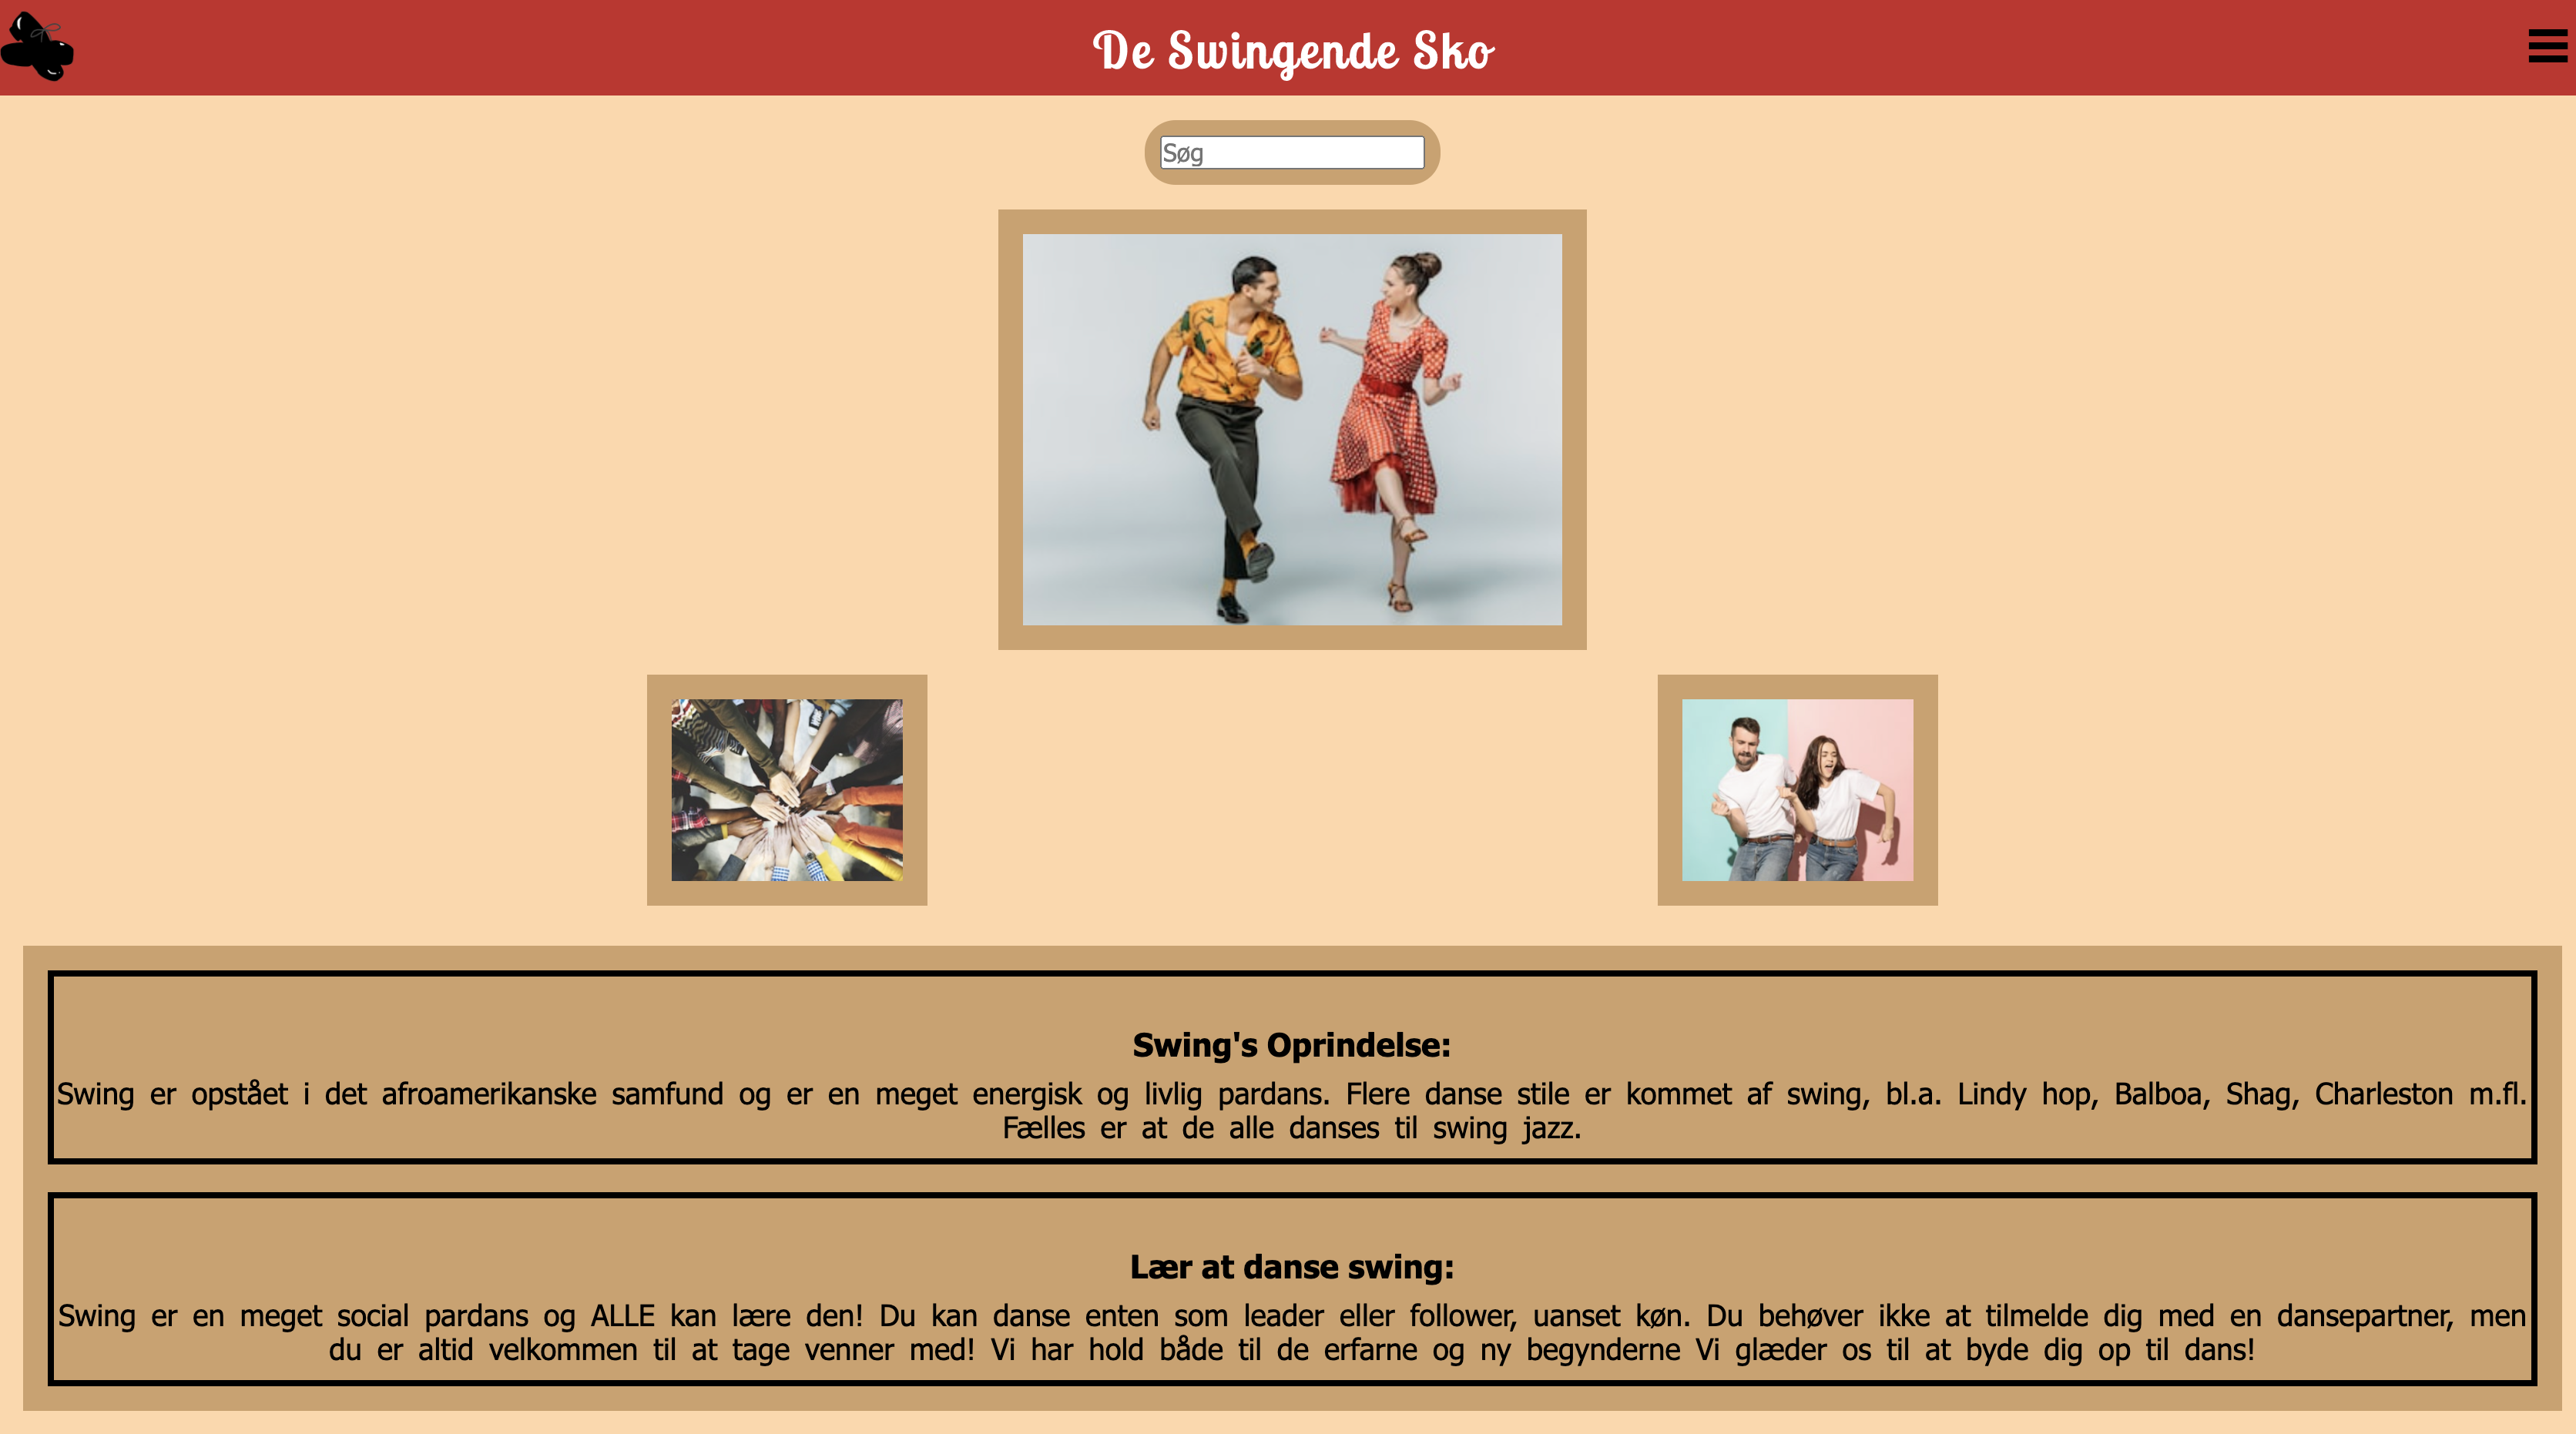 De Swingende Sko
Søg
Swing's Oprindelse:
Swing er opstået i det afroamerikanske samfund og er en meget energisk og livlig pardans. Flere danse stile er kommet af swing, bl.a. Lindy hop, Balboa, Shag, Charleston m.fl.
Fælles er at de alle danses til swing jazz.
Lær at danse swing:
Swing er en meget social pardans og ALLE kan lære den! Du kan danse enten som leader eller follower, uanset køn. Du behøver ikke at tilmelde dig med en dansepartner, men
du er altid velkommen til at tage venner med! Vi har hold både til de erfarne og ny begynderne Vi glæder os til at byde dig op til dans!